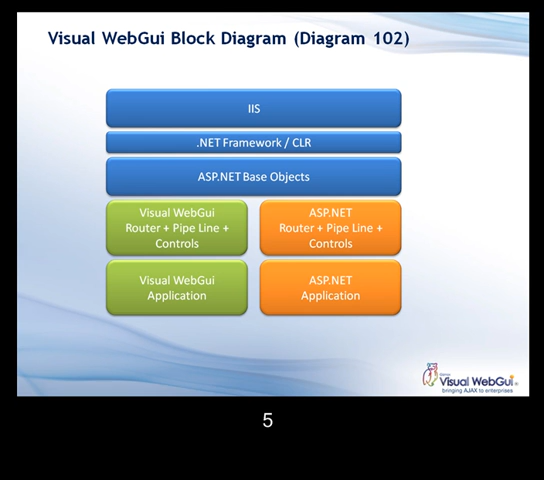 Visual WebGui Block Diagram (Diagram 102)
IIS
.NET Framework / CLR
ASP.NET Base Objects
Visual WebGui
Router + Pipe Line +
Controls
ASP.NET
Router + Pipe Line +
Controls
Visual WebGui
Application
ASP.NET
Application
Visual WebGui
bringing AJAX to enterprises
5